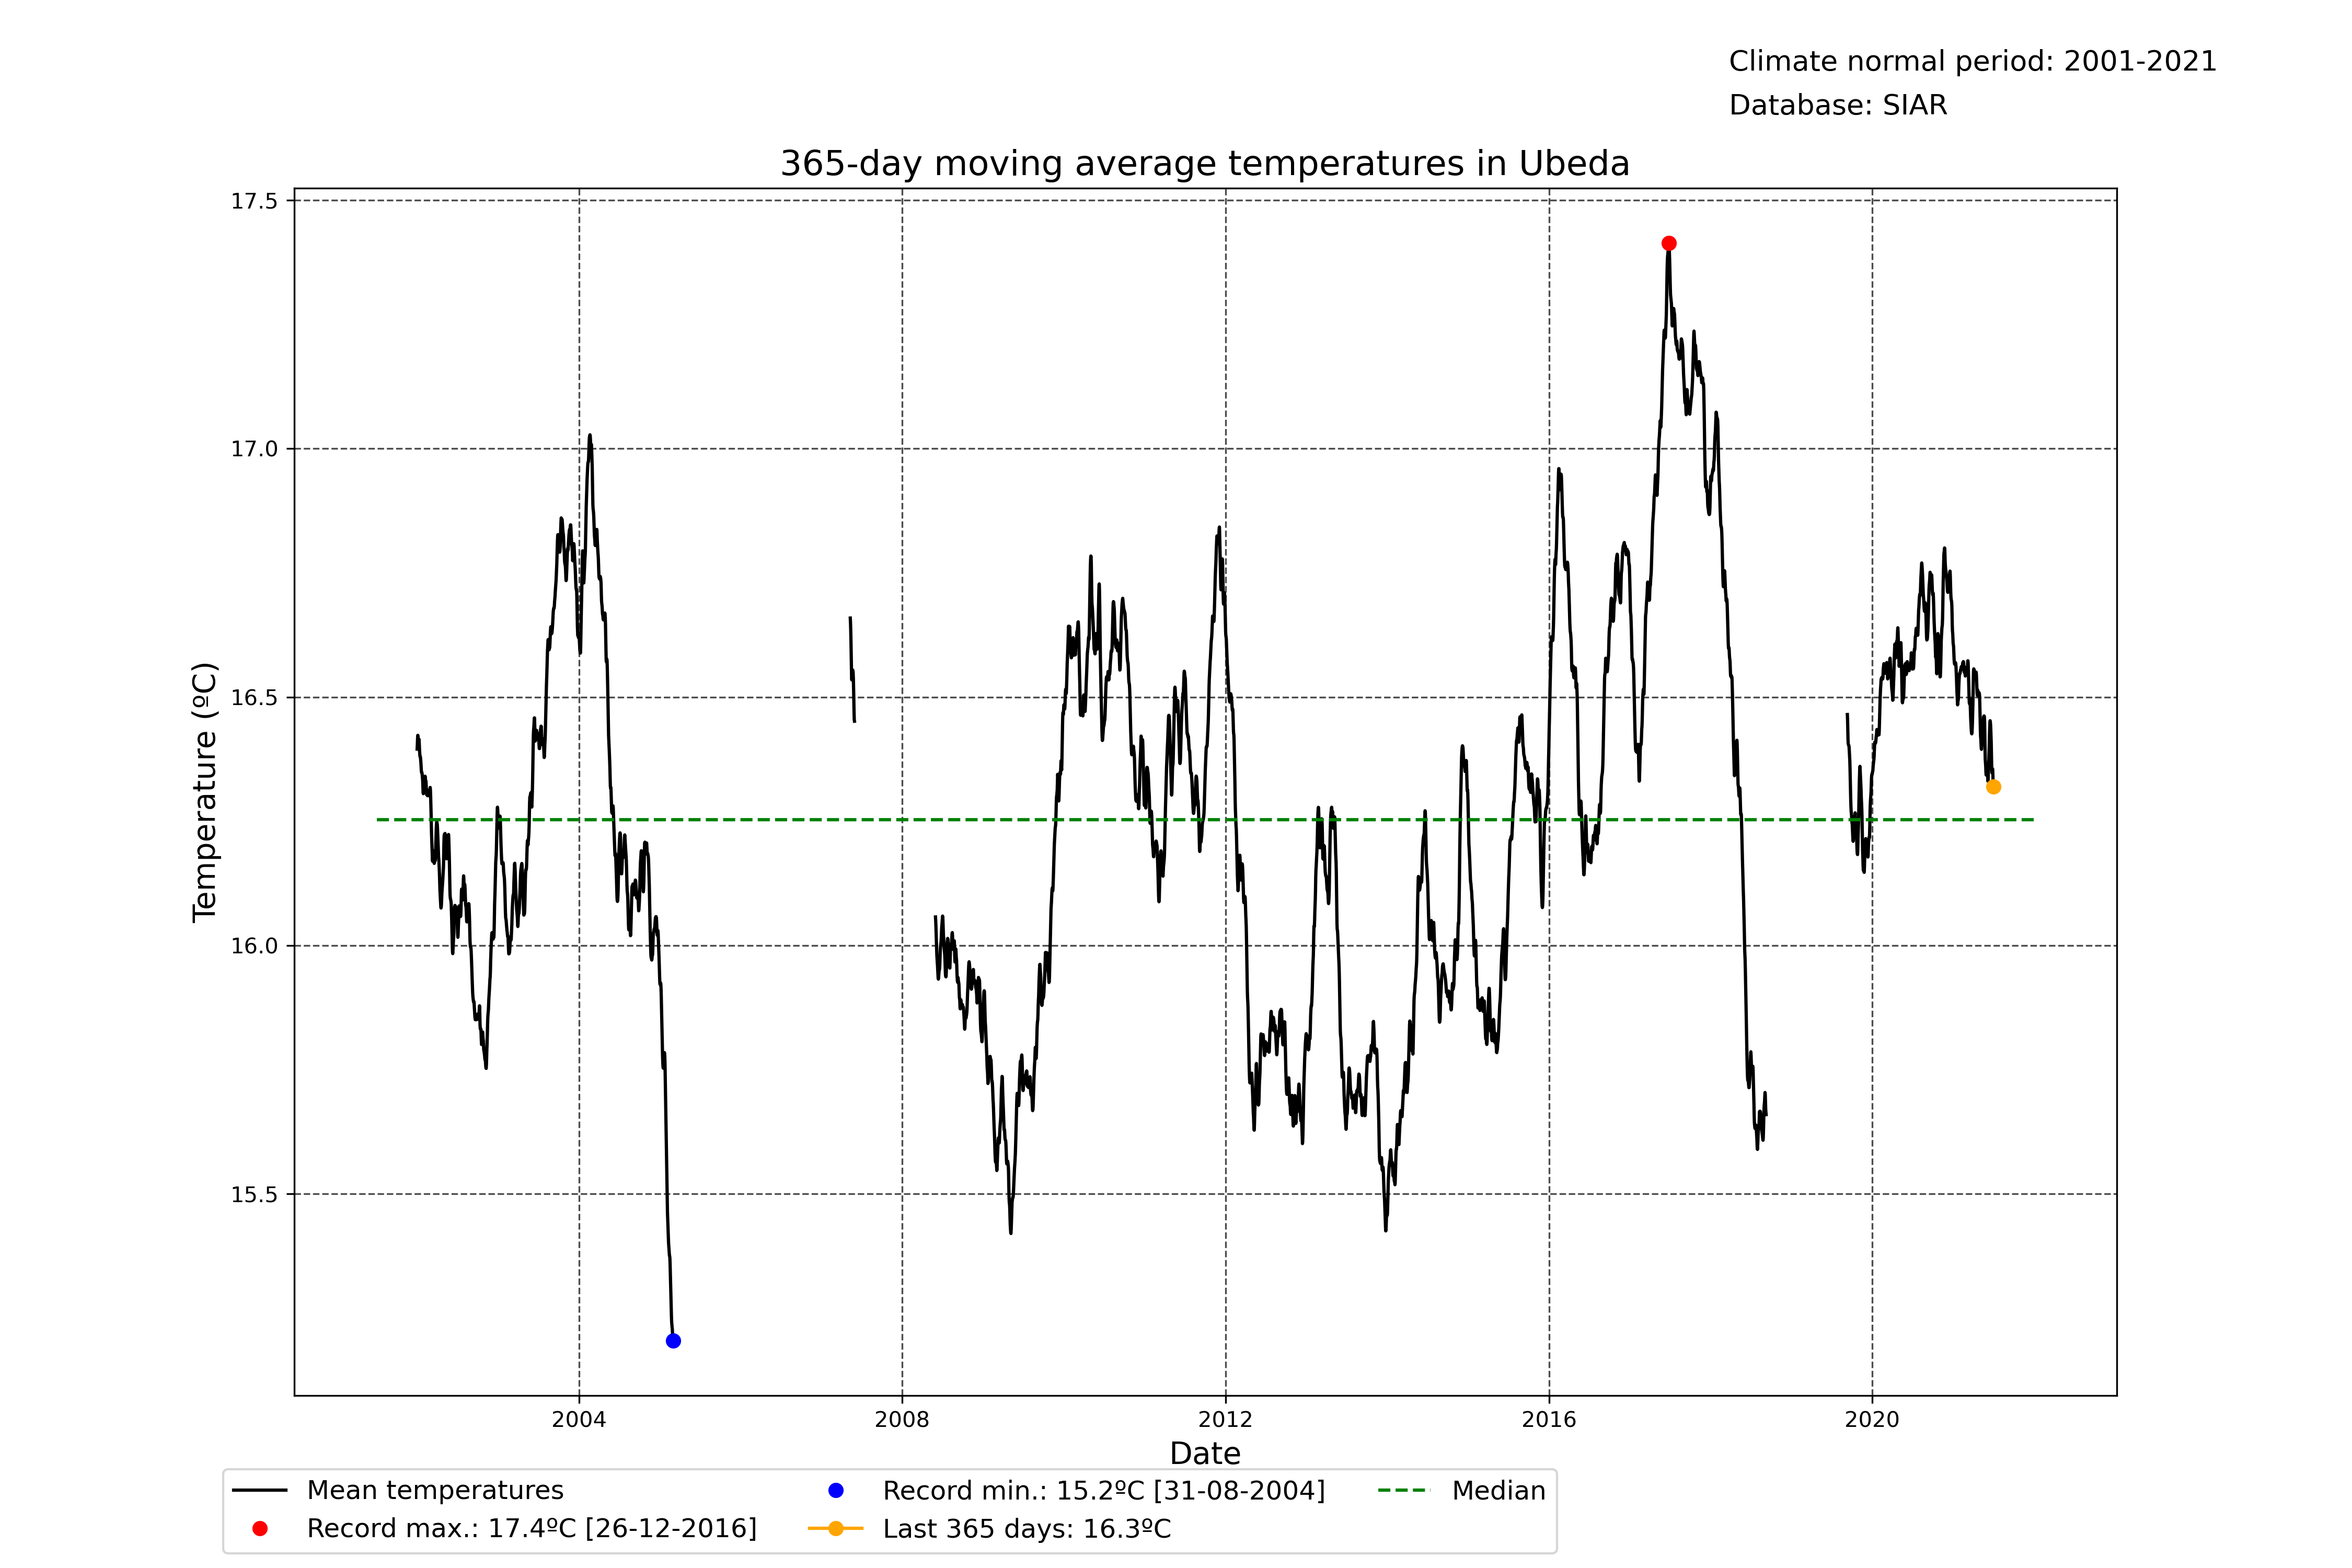 Climate normal period: 2001-2021
Database: SIAR
365-day moving average temperatures in Ubeda
17.5
17.0
16.5
16.0
15.5
Temperature (ºC)
2004 2008 2012 2016 2020
Date
Mean temperatures
Record max.: 17.4ºC [26-12-2016]
Record min.: 15.2ºC [31-08-2004]
Last 365 days: 16.3ºC
Median